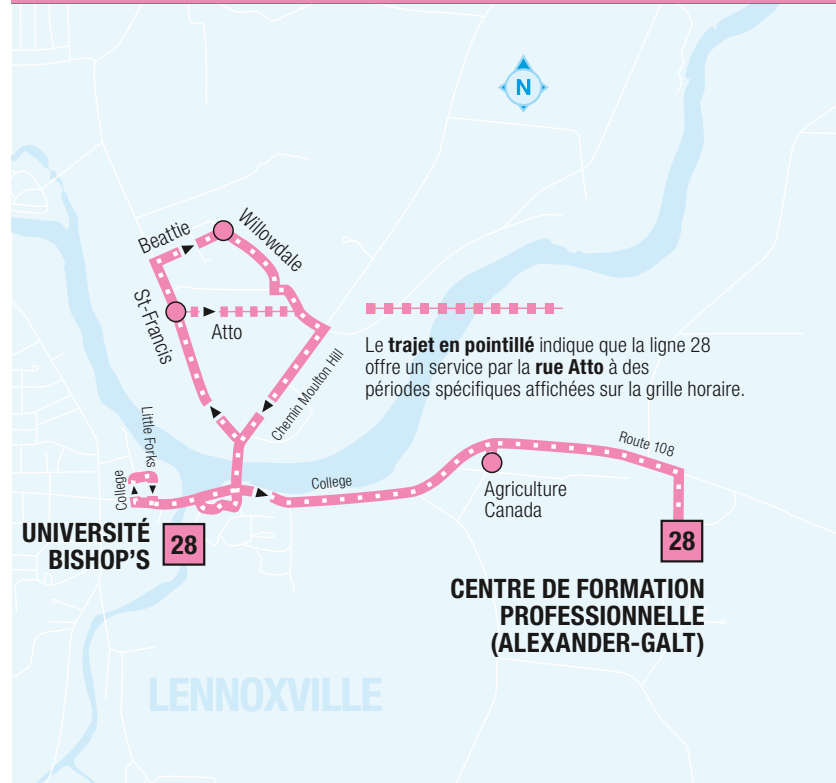 N
Beattie
Willowdale
St-Francis
Atto
Le trajet en pointillé indique que la ligne 28
offre un service par la rue Atto à des
périodes spécifiques affichées sur la grille horaire.
Chemin Moulton Hill
Little Forks
College
College
Route 108
Agriculture
Canada
UNIVERSITÉ
BISHOP'S
28
28
CENTRE DE FORMATION
PROFESSIONNELLE
(ALEXANDER-GALT)
LENNOXVILLE